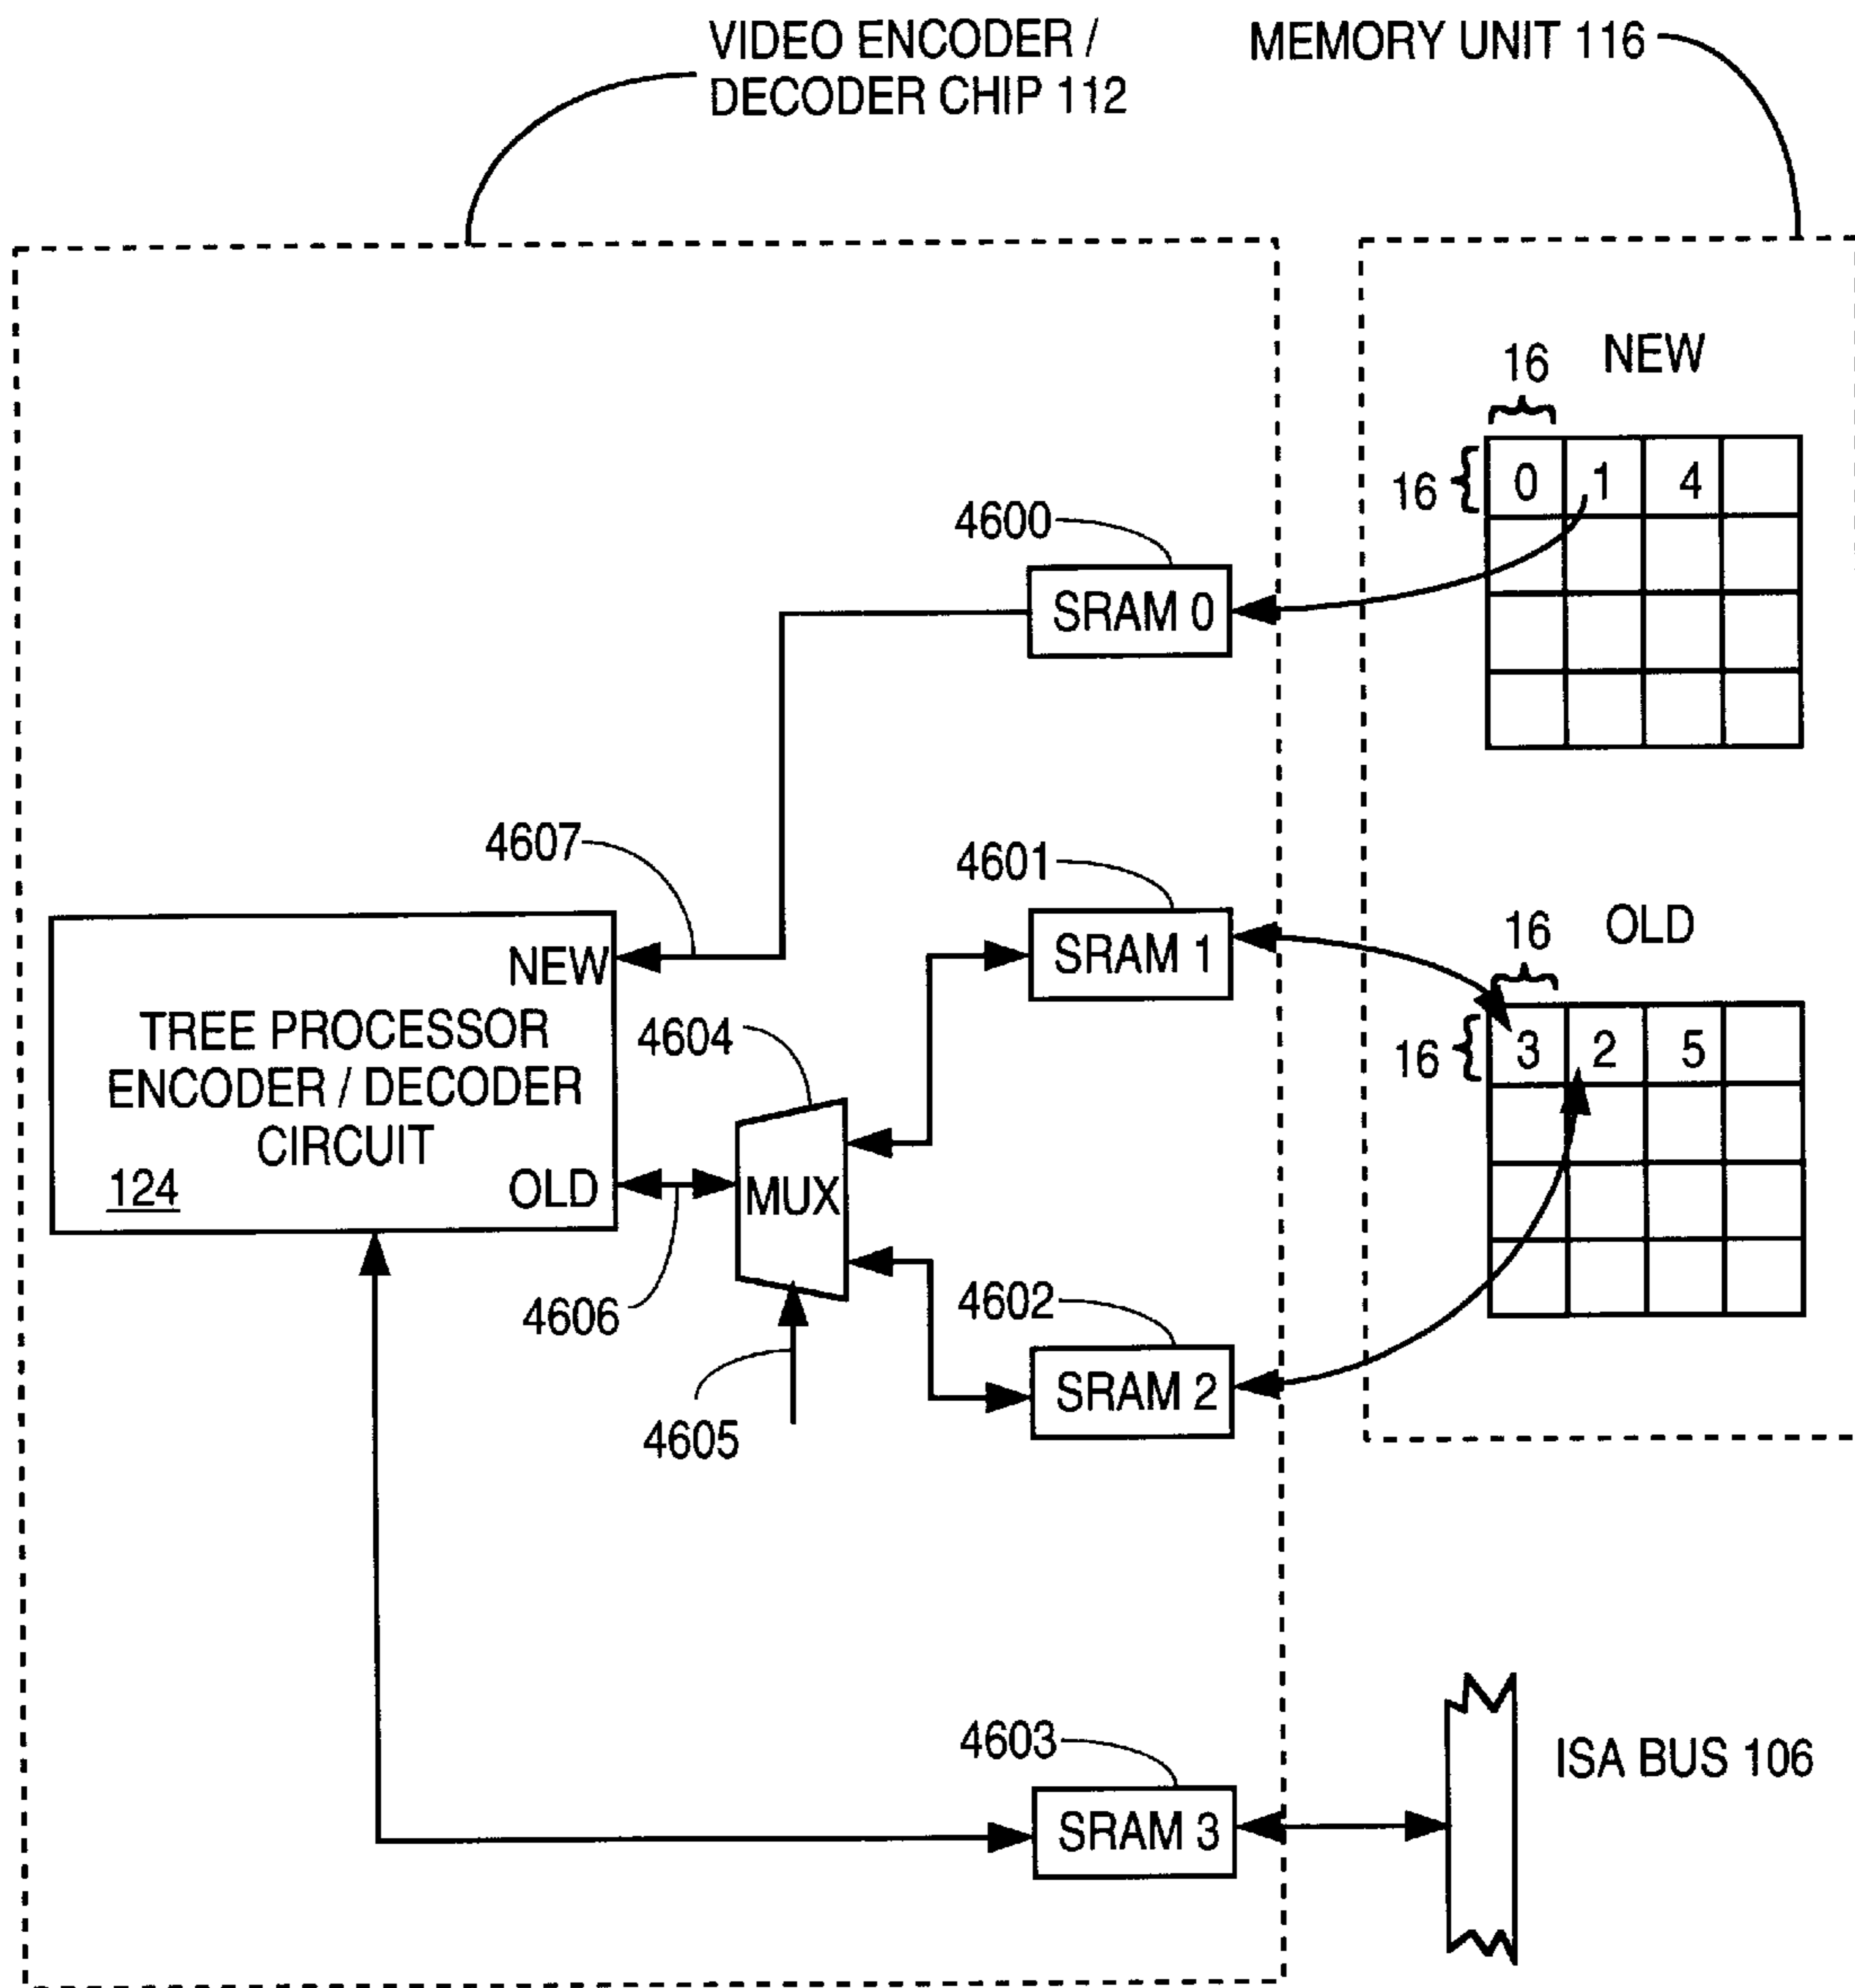 VIDEO ENCODER /
DECODER CHIP 112
MEMORY UNIT 116
16
NEW
16
0 1 4
4600
SRAM 0
4607
4601
SRAM 1
16
OLD
16
3 2 5
NEW
TREE PROCESSOR
ENCODER / DECODER
CIRCUIT
124
OLD
4604
MUX
4606
4605
4602
SRAM 2
4603
SRAM 3
ISA BUS 106